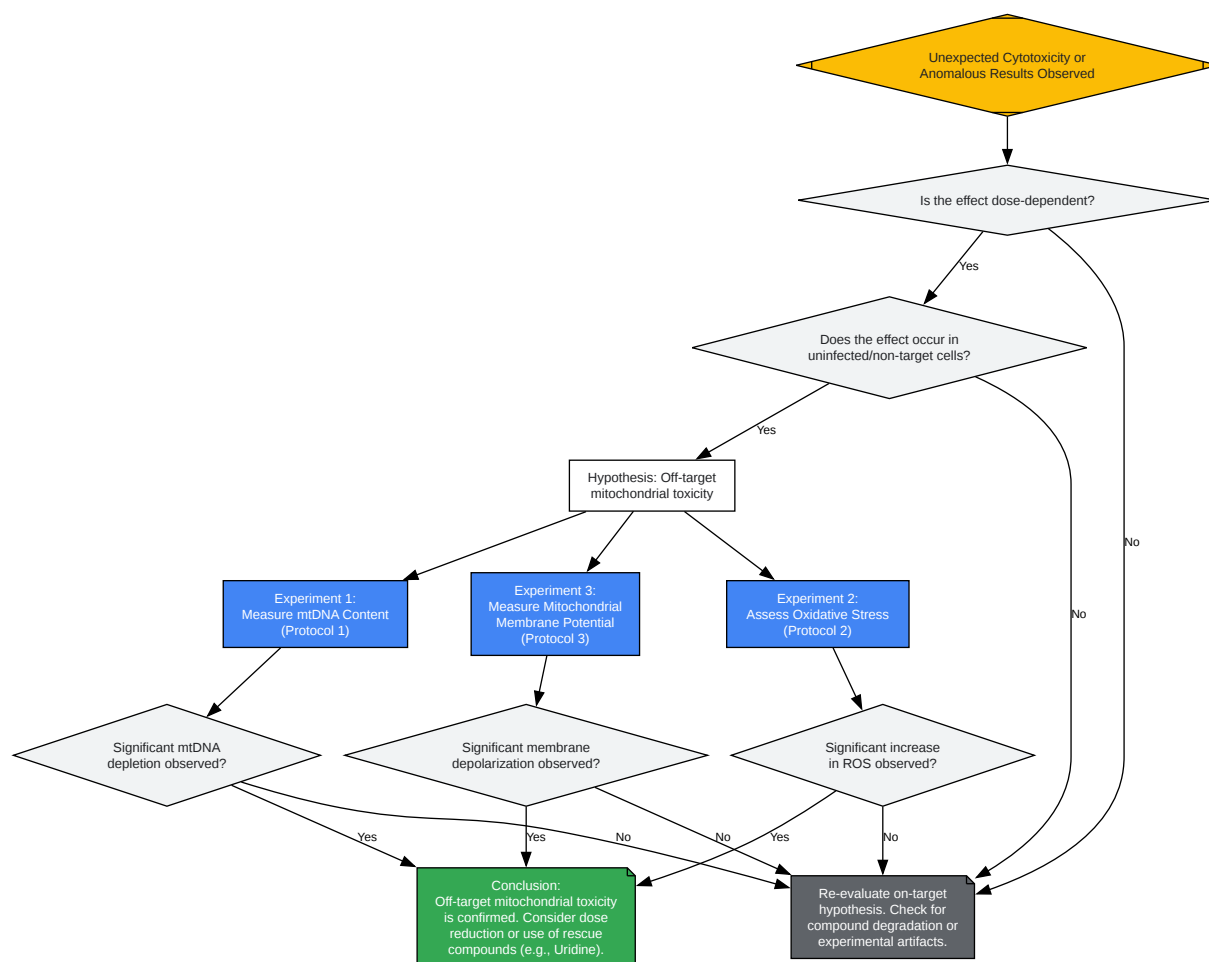 Unexpected Cytotoxicity or
Anomalous Results Observed
Is the effect dose-dependent?
Yes
Does the effect occur in
uninfected/non-target cells?
Yes
Hypothesis: Off-target
mitochondrial toxicity
No
Experiment 1:
Measure mtDNA Content
(Protocol 1)
Experiment 3:
Measure Mitochondrial
Membrane Potential
(Protocol 3)
Experiment 2:
Assess Oxidative Stress
(Protocol 2)
No
Significant mtDNA
depletion observed?
Significant membrane
depolarization observed?
Significant increase
in ROS observed?
Yes
Yes
No
No
Yes
No
Conclusion:
Off-target mitochondrial toxicity
is confirmed. Consider dose
reduction or use of rescue
compounds (e.g., Uridine).
Re-evaluate on-target
hypothesis. Check for
compound degradation or
experimental artifacts.